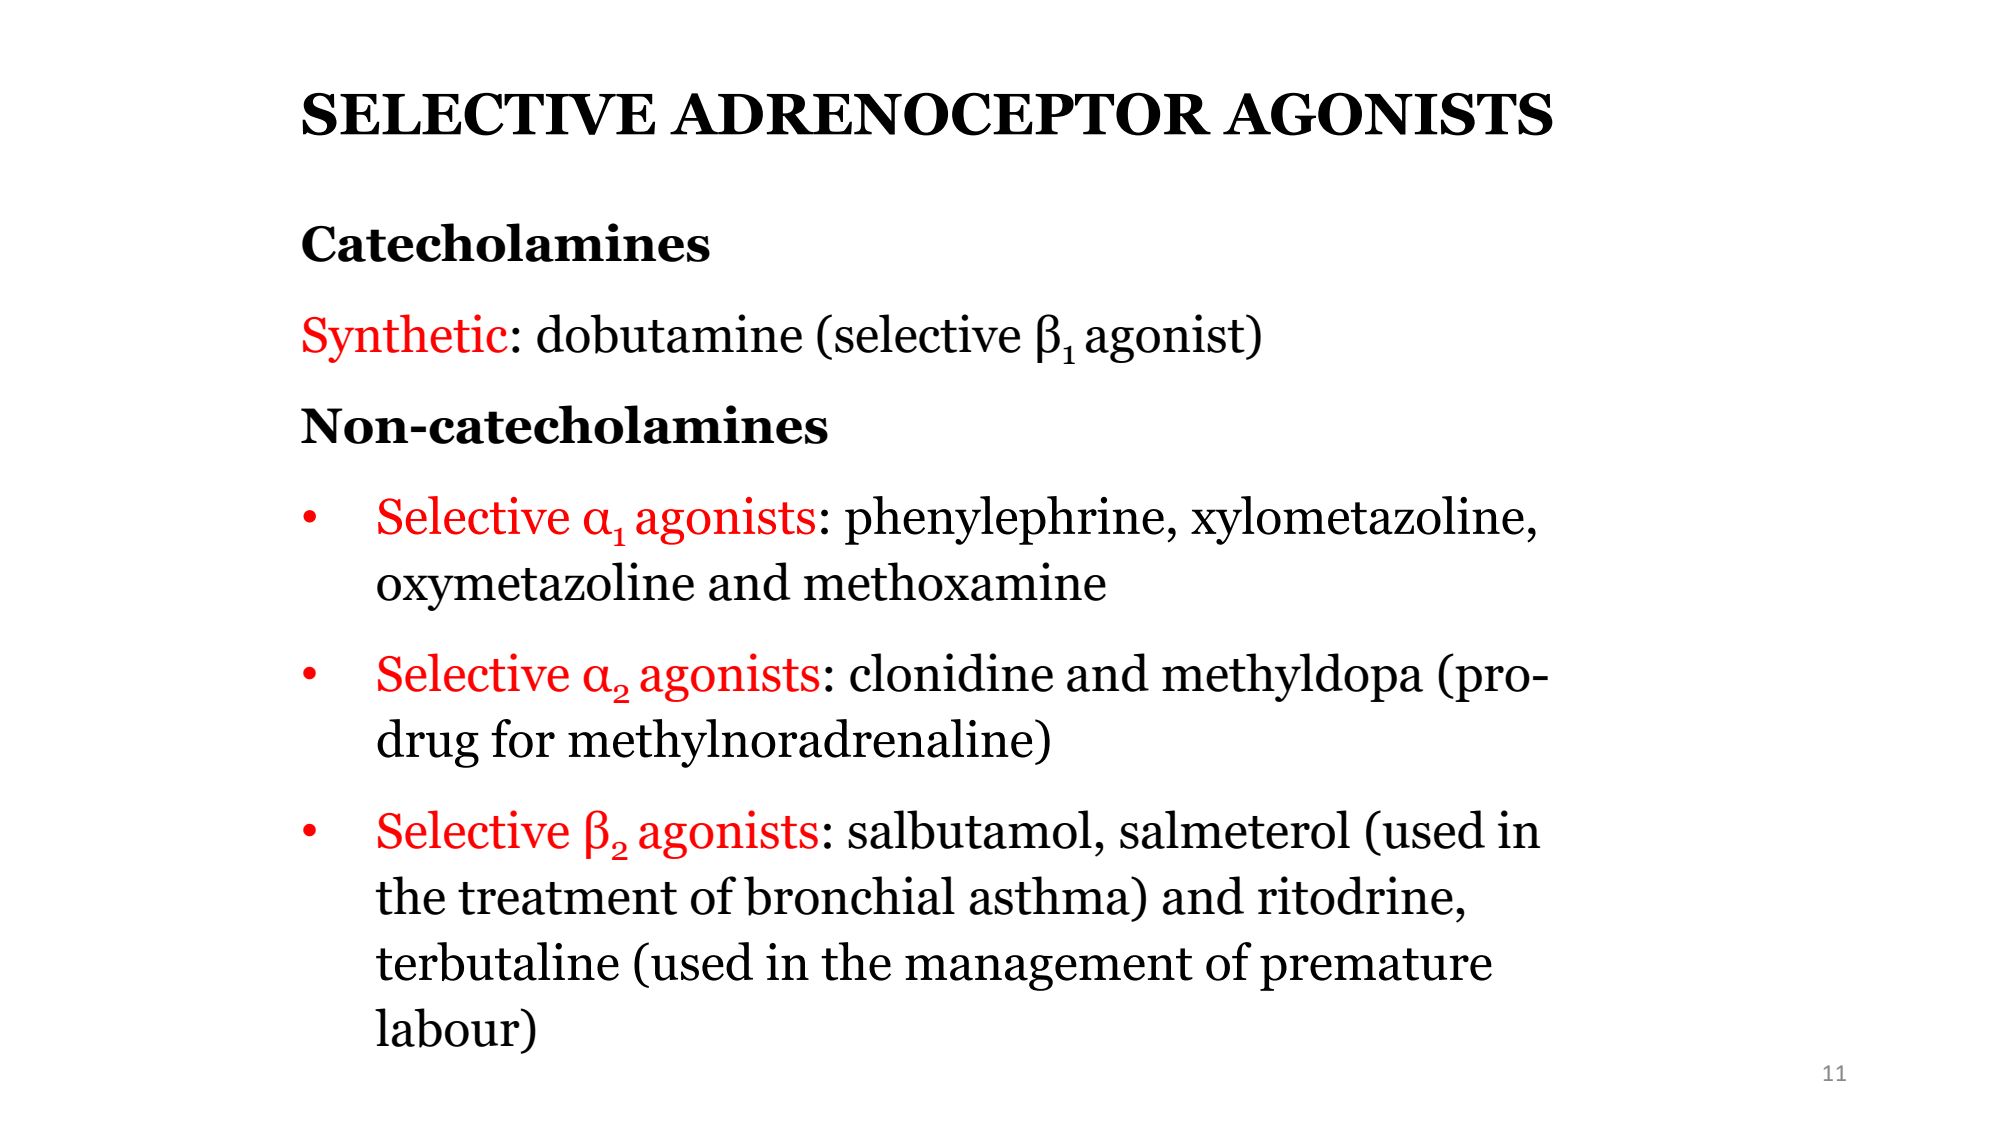 SELECTIVE ADRENOCEPTOR AGONISTS
Catecholamines
Synthetic: dobutamine (selective β₁ agonist)
Non-catecholamines
• Selective α₁ agonists: phenylephrine, xylometazoline,
oxymetazoline and methoxamine
• Selective α₂ agonists: clonidine and methyldopa (pro-
drug for methylnoradrenaline)
• Selective β₂ agonists: salbutamol, salmeterol (used in
the treatment of bronchial asthma) and ritodrine,
terbutaline (used in the management of premature
labour)
11